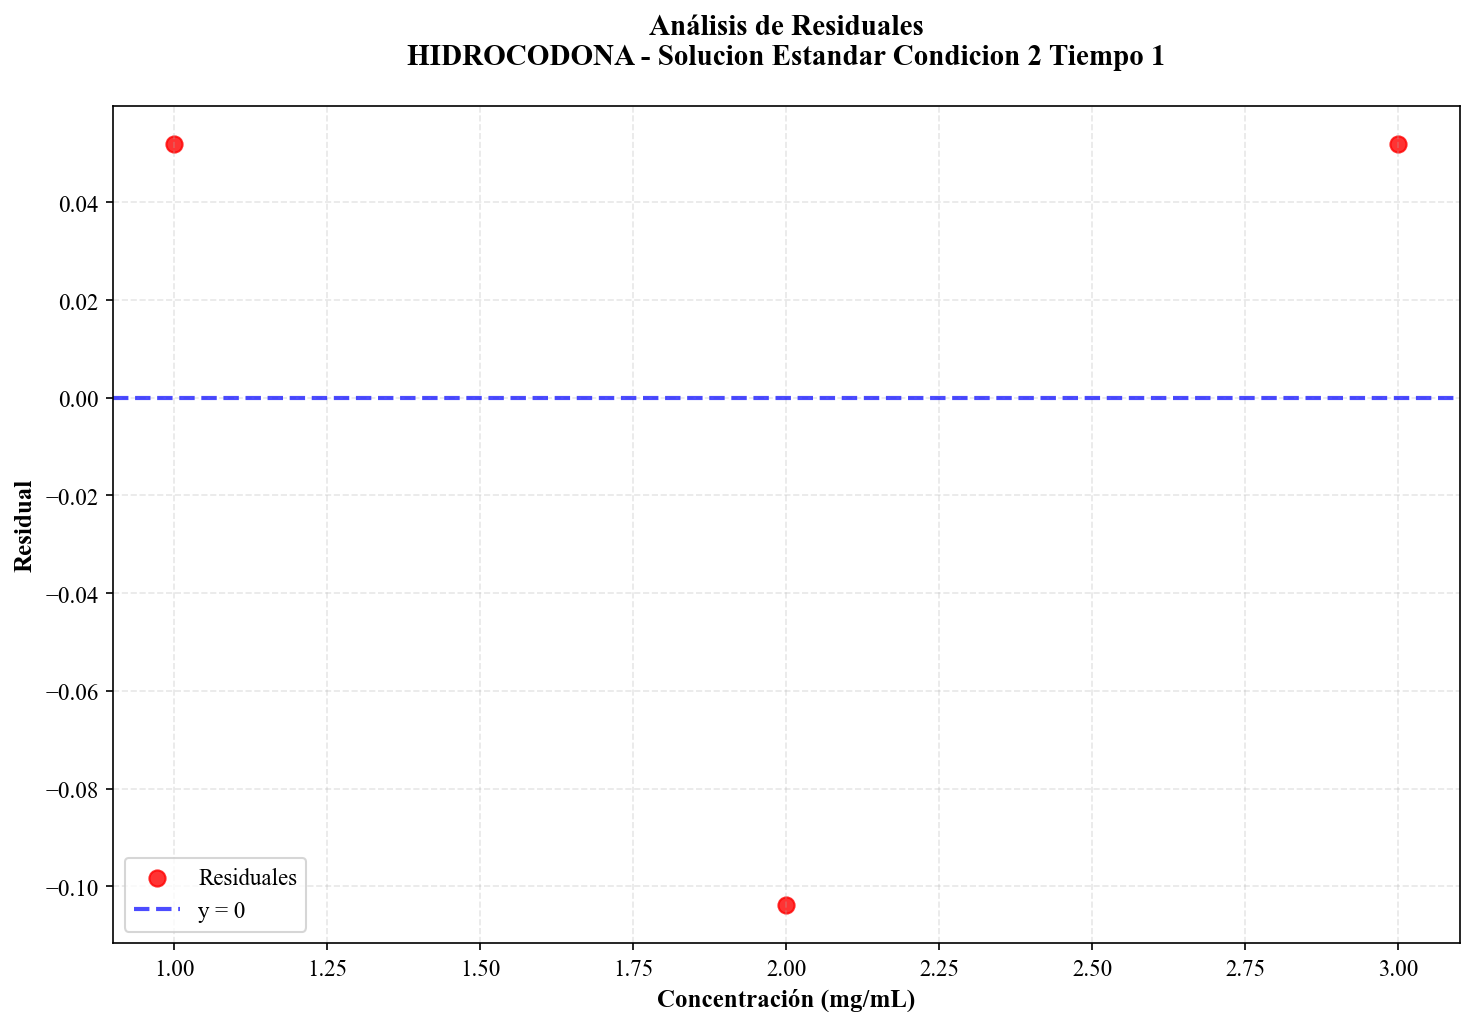 Análisis de Residuales
HIDROCODONA - Solucion Estandar Condicion 2 Tiempo 1
Residual
0.04
0.02
0.00
−0.02
−0.04
−0.06
−0.08
−0.10
Residuales
y = 0
1.00 1.25 1.50 1.75 2.00 2.25 2.50 2.75 3.00
Concentración (mg/mL)